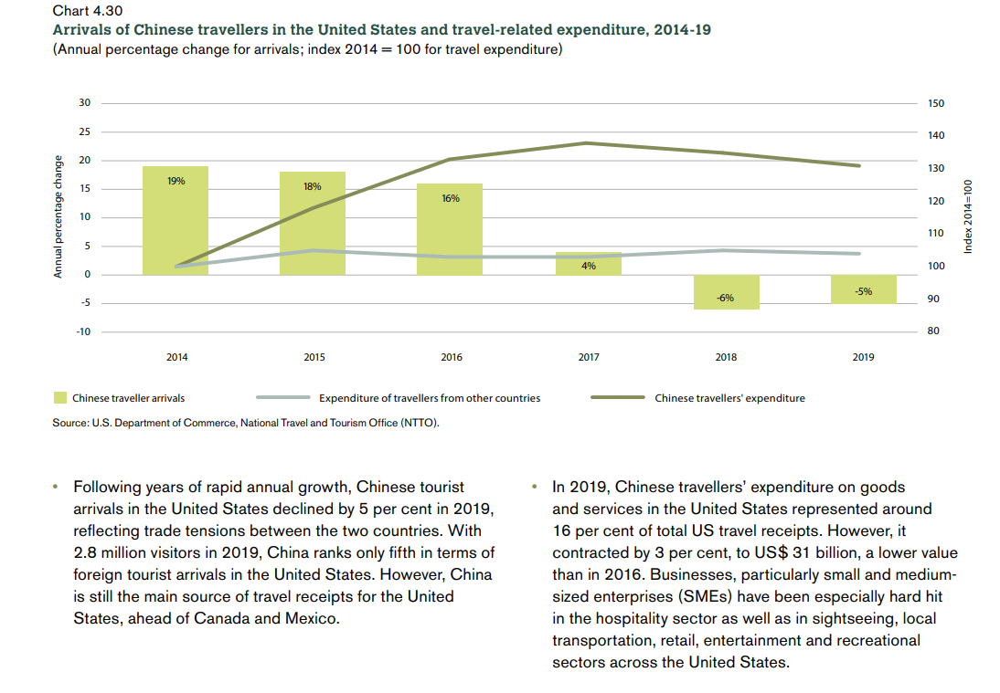 Chart 4.30
Arrivals of Chinese travellers in the United States and travel-related expenditure, 2014-19
(Annual percentage change for arrivals; index 2014 = 100 for travel expenditure)
Annual percentage change
30
25
20
15
10
5
0
-5
-10
19%
18%
16%
4%
-6%
-5%
150
140
130
120
110
100
90
80
Index 2014=100
2014 2015 2016 2017 2018 2019
Chinese traveller arrivals Expenditure of travellers from other countries Chinese travellers' expenditure
Source: U.S. Department of Commerce, National Travel and Tourism Office (NTTO).
• Following years of rapid annual growth, Chinese tourist
arrivals in the United States declined by 5 per cent in 2019,
reflecting trade tensions between the two countries. With
2.8 million visitors in 2019, China ranks only fifth in terms of
foreign tourist arrivals in the United States. However, China
is still the main source of travel receipts for the United
States, ahead of Canada and Mexico.
• In 2019, Chinese travellers’ expenditure on goods
and services in the United States represented around
16 per cent of total US travel receipts. However, it
contracted by 3 per cent, to US$ 31 billion, a lower value
than in 2016. Businesses, particularly small and medium-
sized enterprises (SMEs) have been especially hard hit
in the hospitality sector as well as in sightseeing, local
transportation, retail, entertainment and recreational
sectors across the United States.